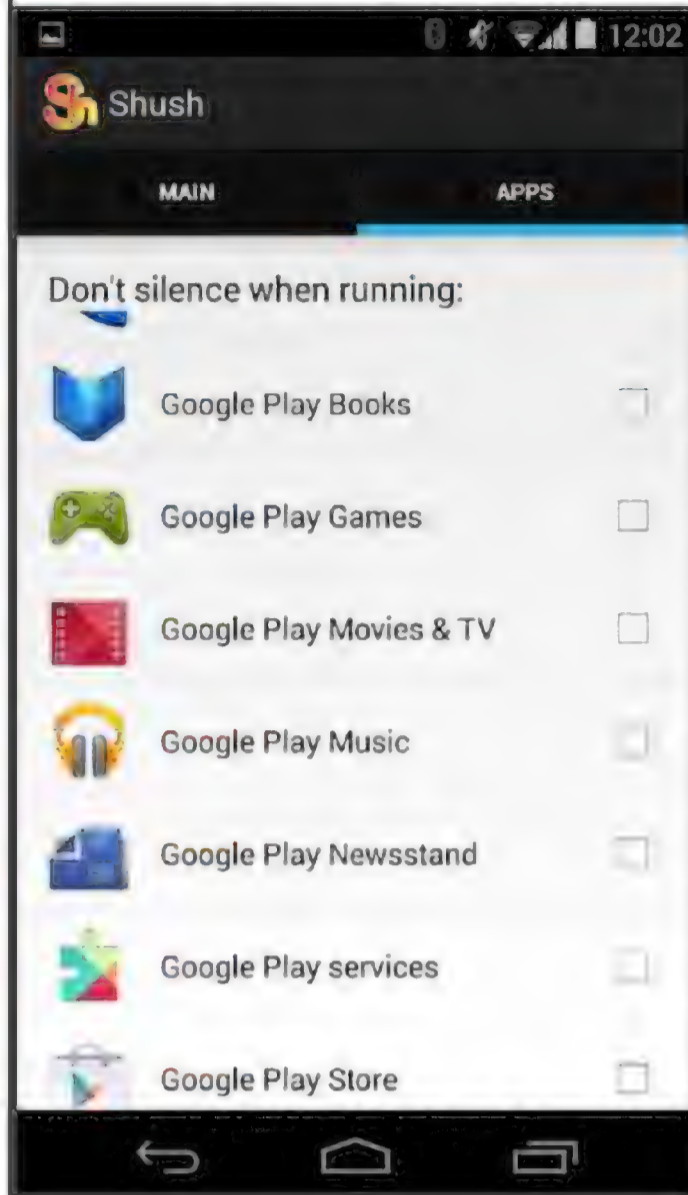 12:02
Sh Shush
MAIN APPS
Don't silence when running:
Google Play Books
Google Play Games
Google Play Movies & TV
Google Play Music
Google Play Newsstand
Google Play services
Google Play Store